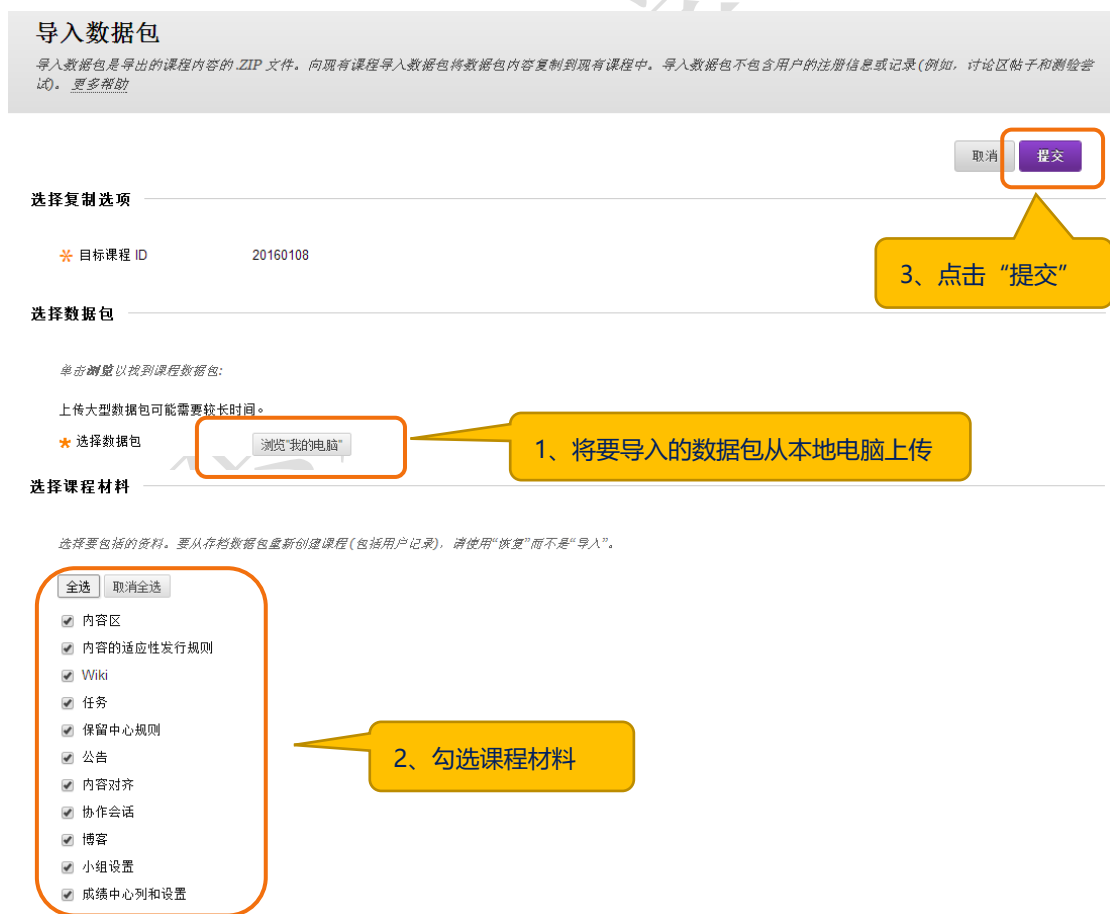 导入数据包
导入数据包是导出的课程内容的 .ZIP 文件。向现有课程导入数据包将数据包内容复制到现有课程中。导入数据包不包含用户的注册信息或记录(例如，讨论区帖子和测验尝
试)。 更多帮助
取消 提交
选择复制选项
目标课程 ID 20160108
3、点击“提交”
选择数据包
单击浏览以找到课程数据包:
上传大型数据包可能需要较长时间。
选择数据包 浏览"我的电脑"
1、将要导入的数据包从本地电脑上传
选择课程材料
选择要包括的资料。要从存档数据包重新创建课程(包括用户记录)，请使用“恢复”而不是“导入”。
全选 取消全选
内容区
内容的适应性发行规则
Wiki
任务
保留中心规则
公告
2、勾选课程材料
内容对齐
协作会话
博客
小组设置
成绩中心列和设置